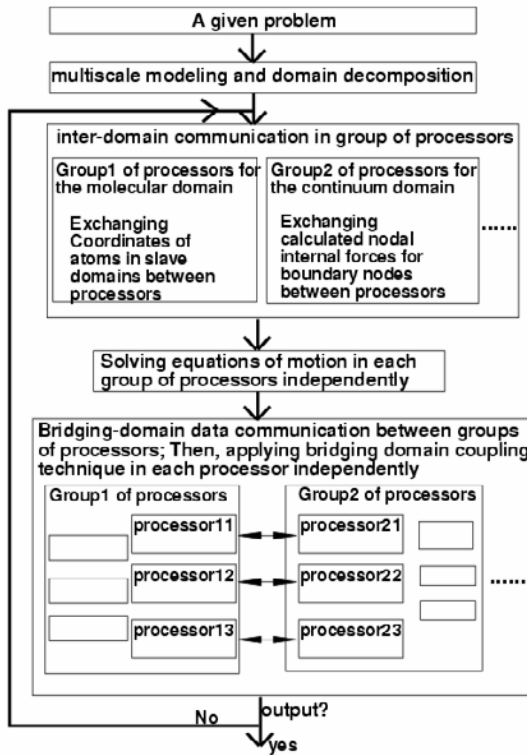 A given problem
multiscale modeling and domain decomposition
inter-domain communication in group of processors
Group1 of processors for
the molecular domain
Exchanging
Coordinates of
atoms in slave
domains between
processors
Group2 of processors for
the continuum domain
Exchanging
calculated nodal
internal forces for
boundary nodes
between processors
......
Solving equations of motion in each
group of processors independently
Bridging-domain data communication between groups
of processors; Then, applying bridging domain coupling
technique in each processor independently
Group1 of processors
Group2 of processors
processor11
processor21
processor12
processor22
......
processor13
processor23
No
output?
yes